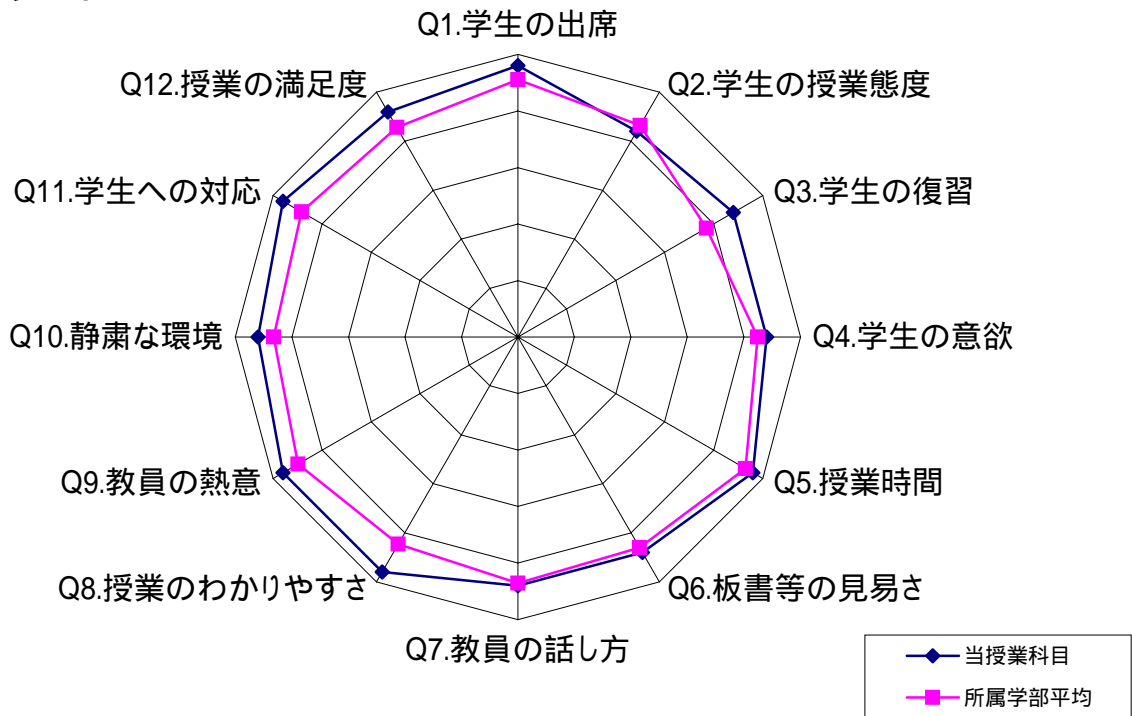 Q1.学生の出席
Q2.学生の授業態度
Q3.学生の復習
Q4.学生の意欲
Q5.授業時間
Q6.板書等の見易さ
Q7.教員の話し方
Q8.授業のわかりやすさ
Q9.教員の熱意
Q10.静粛な環境
Q11.学生への対応
Q12.授業の満足度
当授業科目
所属学部平均